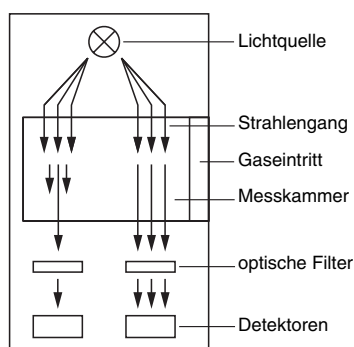 Lichtquelle
Strahlengang
Gaseintritt
Messkammer
optische Filter
Detektoren